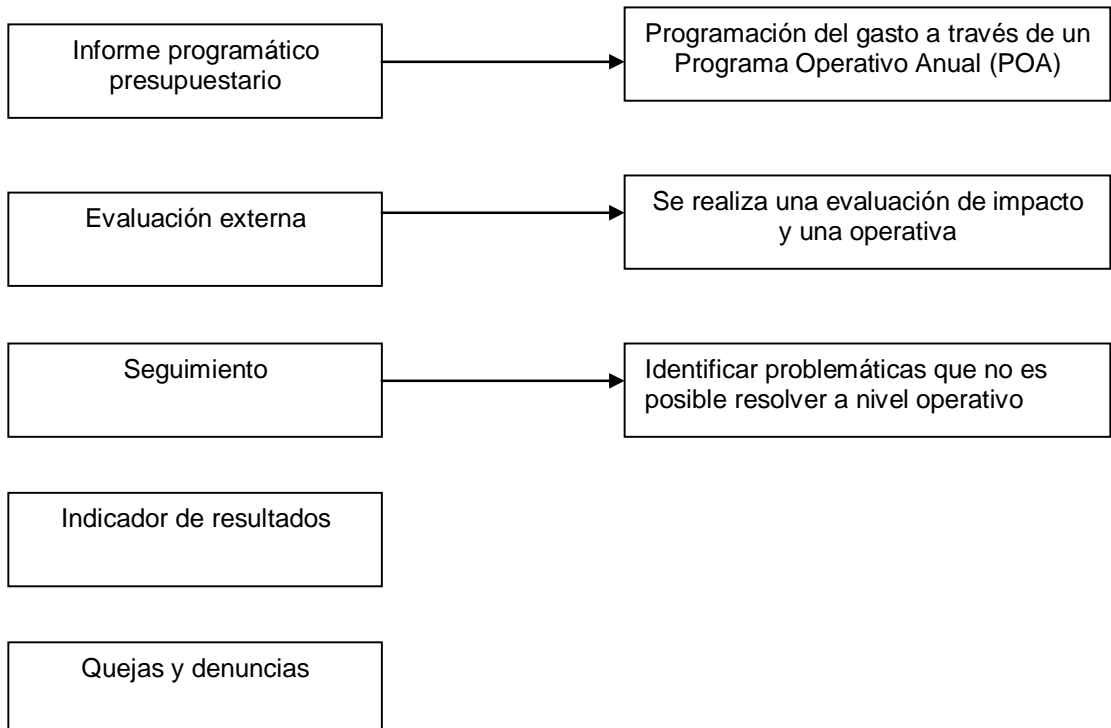 Informe programático
presupuestario
Programación del gasto a través de un
Programa Operativo Anual (POA)
Evaluación externa
Se realiza una evaluación de impacto
y una operativa
Seguimiento
Identificar problemáticas que no es
posible resolver a nivel operativo
Indicador de resultados
Quejas y denuncias